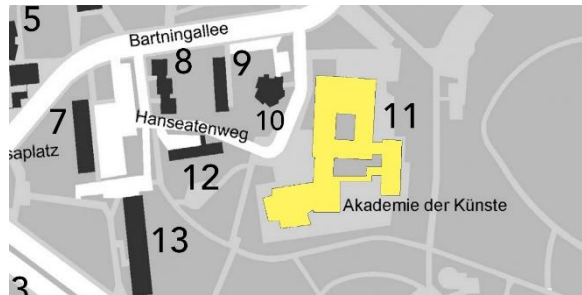 5
Bartningallee
8
9
7
Hanseatenweg
10
11
saplatz
12
Akademie der Künste
13
3